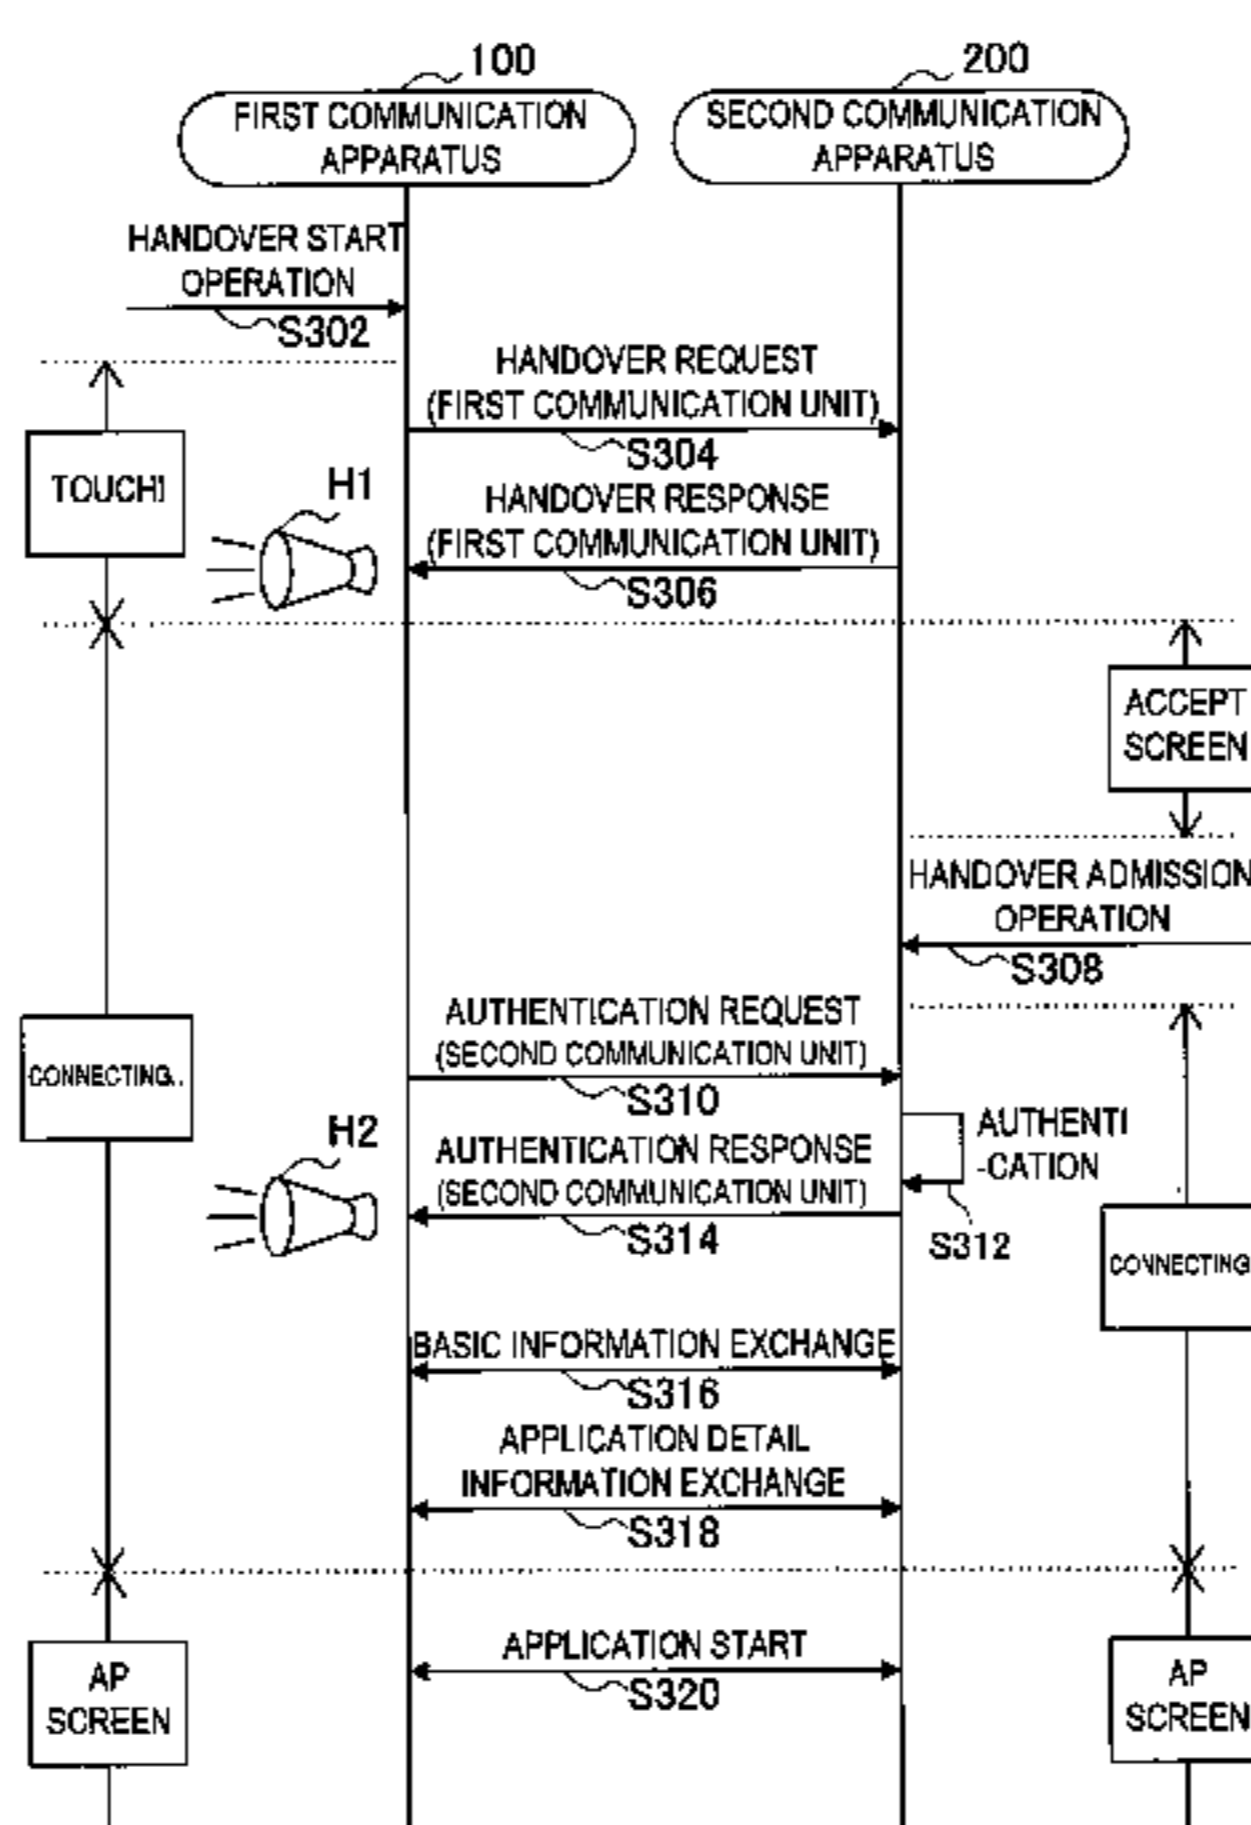 100
200
FIRST COMMUNICATION
APPARATUS
SECOND COMMUNICATION
APPARATUS
HANDOVER START
OPERATION
S302
HANDOVER REQUEST
(FIRST COMMUNICATION UNIT)
S304
TOUCH!
H1
HANDOVER RESPONSE
(FIRST COMMUNICATION UNIT)
S306
ACCEPT
SCREEN
HANDOVER ADMISSION
OPERATION
S308
AUTHENTICATION REQUEST
(SECOND COMMUNICATION UNIT)
S310
CONNECTING..
H2
AUTHENTI
-CATION
S312
AUTHENTICATION RESPONSE
(SECOND COMMUNICATION UNIT)
S314
CONNECTING
BASIC INFORMATION EXCHANGE
S316
APPLICATION DETAIL
INFORMATION EXCHANGE
S318
APPLICATION START
S320
AP
SCREEN
AP
SCREEN